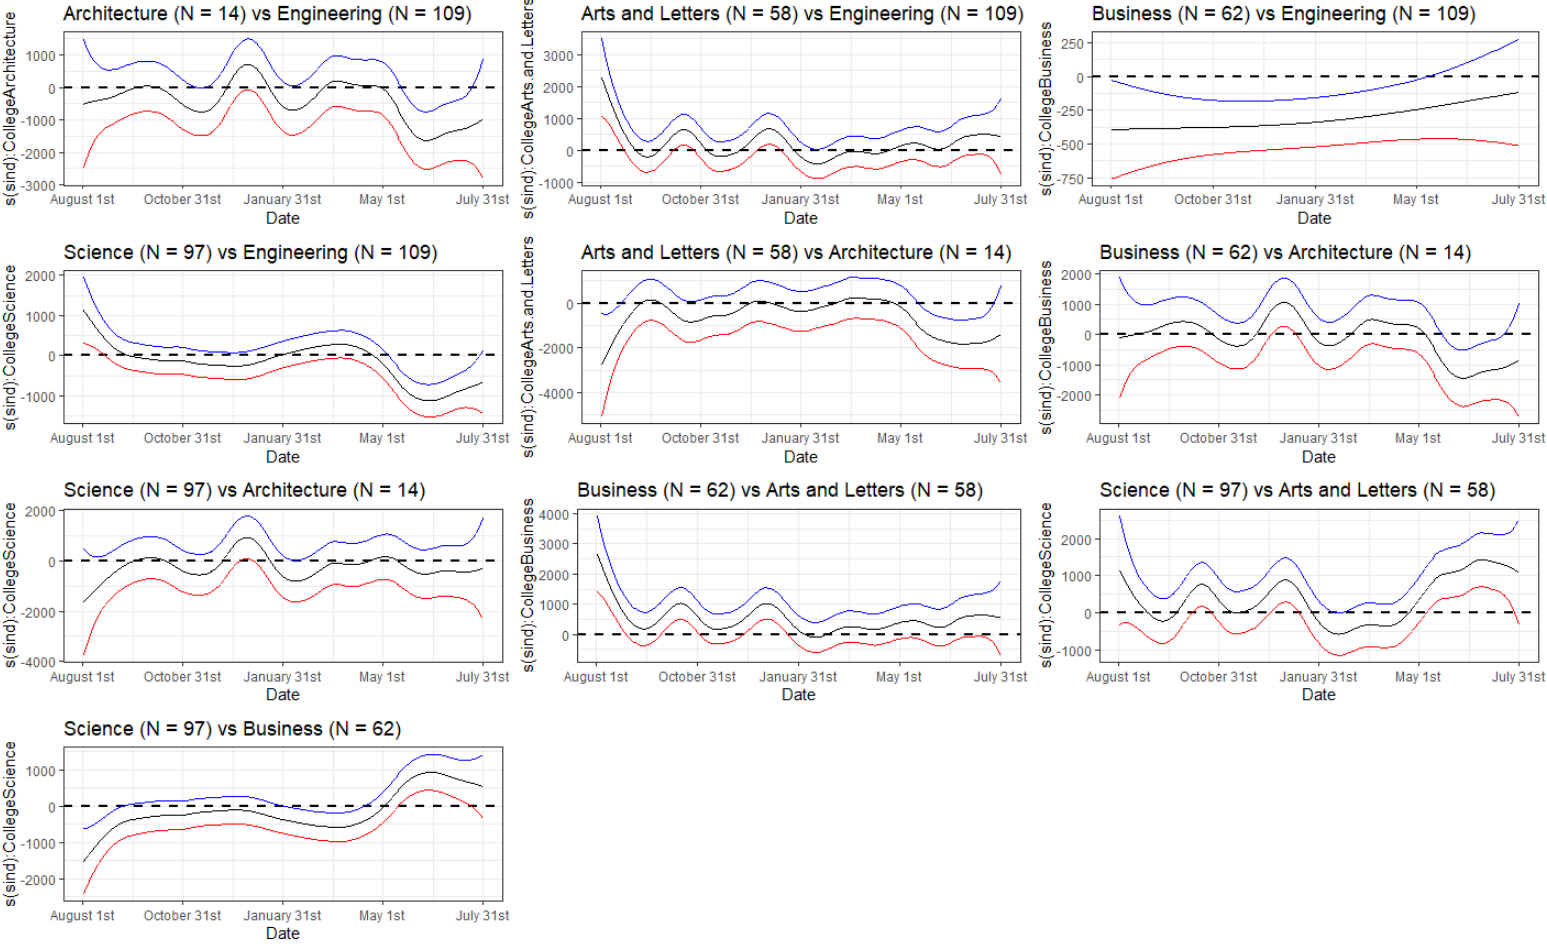 Architecture (N = 14) vs Engineering (N = 109)
s(sind):CollegeArchitecture
1000
0
-1000
-2000
-3000
August 1st October 31st January 31st May 1st July 31st
Date
Arts and Letters (N = 58) vs Engineering (N = 109)
s(sind):CollegeArts.and.Letters
3000
2000
1000
0
-1000
August 1st October 31st January 31st May 1st July 31st
Date
Business (N = 62) vs Engineering (N = 109)
s(sind):CollegeBusiness
250
0
-250
-500
-750
August 1st October 31st January 31st May 1st July 31st
Date
Science (N = 97) vs Engineering (N = 109)
s(sind):CollegeScience
2000
1000
0
-1000
August 1st October 31st January 31st May 1st July 31st
Date
Arts and Letters (N = 58) vs Architecture (N = 14)
s(sind):CollegeArts.and.Letters
0
-2000
-4000
August 1st October 31st January 31st May 1st July 31st
Date
Business (N = 62) vs Architecture (N = 14)
s(sind):CollegeBusiness
2000
1000
0
-1000
-2000
August 1st October 31st January 31st May 1st July 31st
Date
Science (N = 97) vs Architecture (N = 14)
s(sind):CollegeScience
2000
0
-2000
-4000
August 1st October 31st January 31st May 1st July 31st
Date
Business (N = 62) vs Arts and Letters (N = 58)
s(sind):CollegeBusiness
4000
3000
2000
1000
0
August 1st October 31st January 31st May 1st July 31st
Date
Science (N = 97) vs Arts and Letters (N = 58)
s(sind):CollegeScience
2000
1000
0
-1000
August 1st October 31st January 31st May 1st July 31st
Date
Science (N = 97) vs Business (N = 62)
s(sind):CollegeScience
1000
0
-1000
-2000
August 1st October 31st January 31st May 1st July 31st
Date